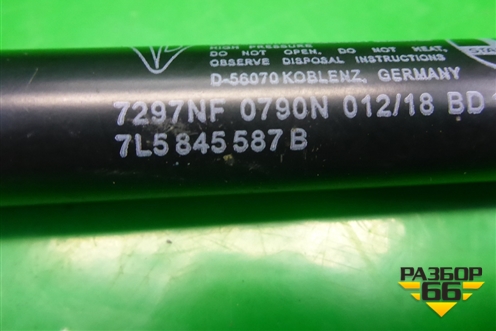 HIGH PRESSURE
DO NOT OPEN. DO NOT HEAT.
OBSERVE DISPOSAL INSTRUCTIONS
D-56070 KOBLENZ, GERMANY
7297NF 0790N 012/18 BD
7L5 845 587 B
РАЗБОР
66